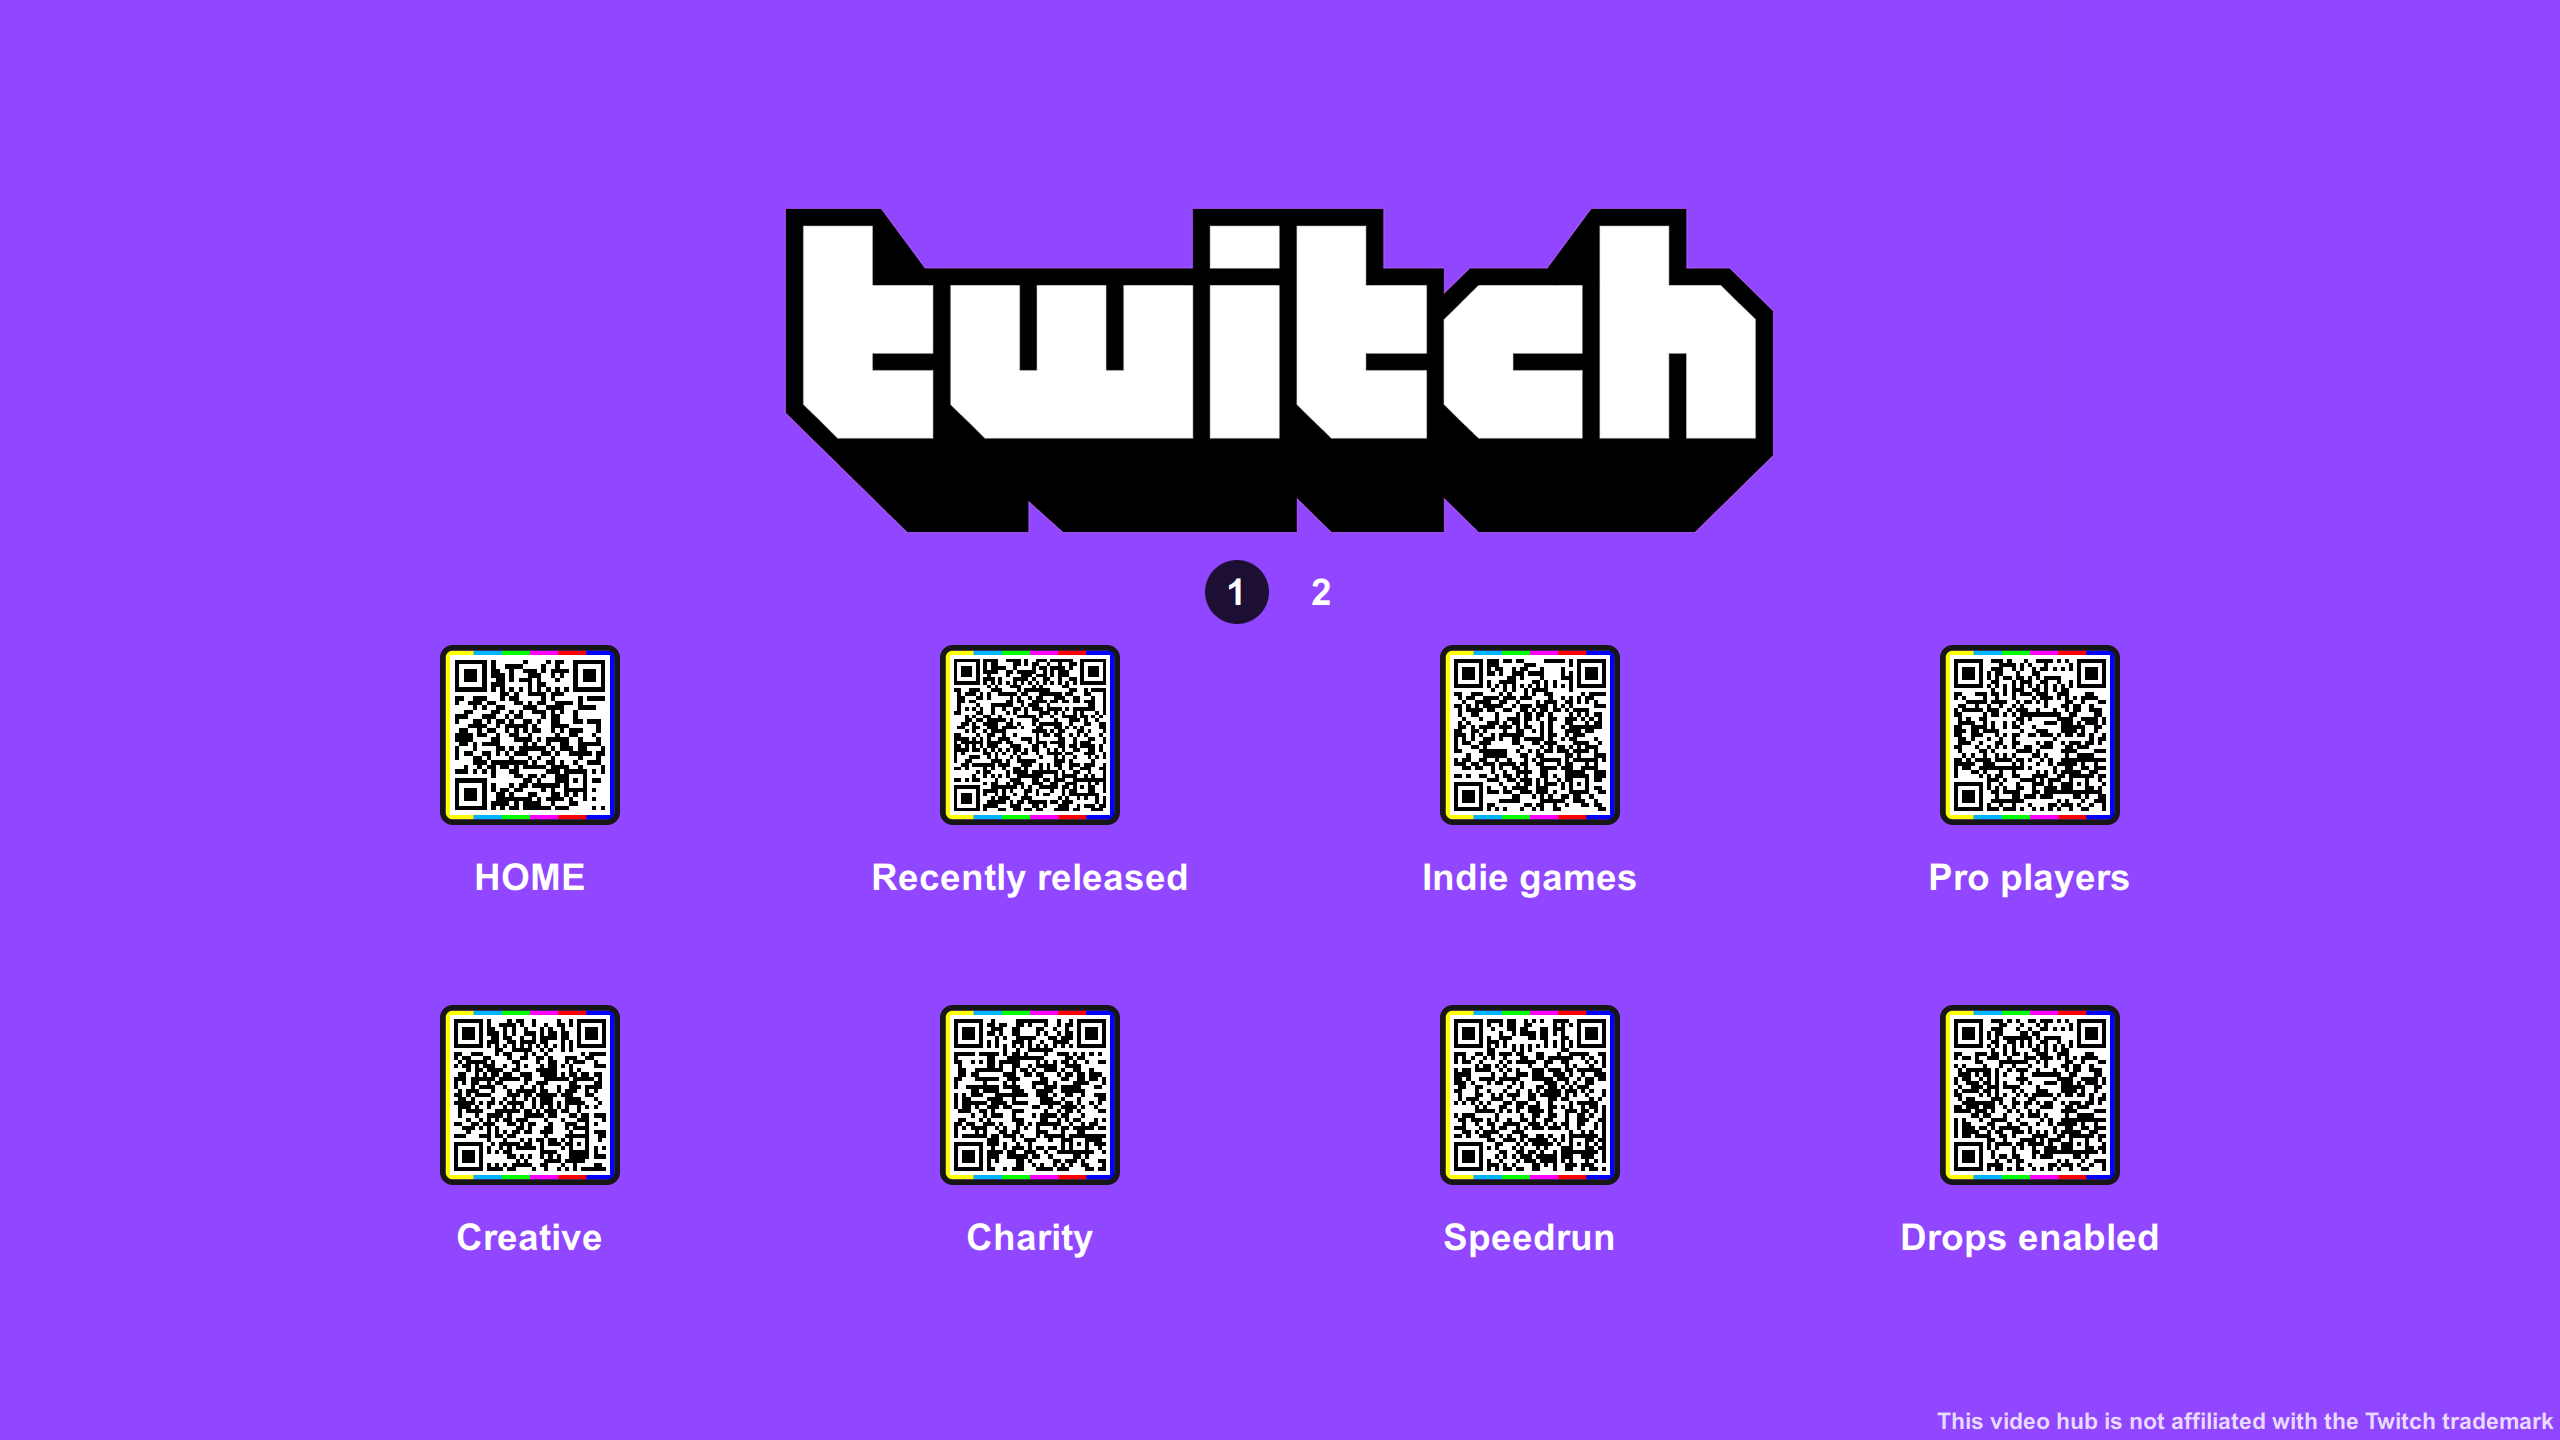 twitch
1 2
HOME Recently released Indie games Pro players
Creative Charity Speedrun Drops enabled
This video hub is not affiliated with the Twitch trademark